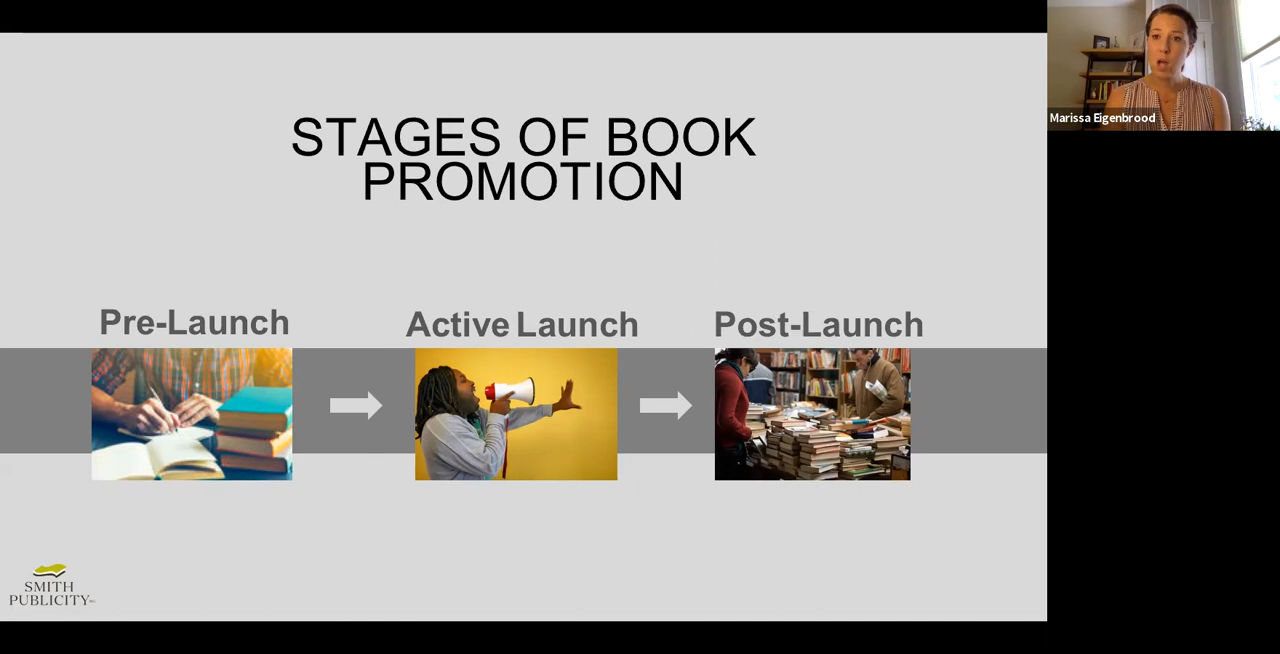 STAGES OF BOOK
PROMOTION
Marissa Eigenbrood
Pre-Launch
Active Launch
Post-Launch
SMITH
PUBLICITY